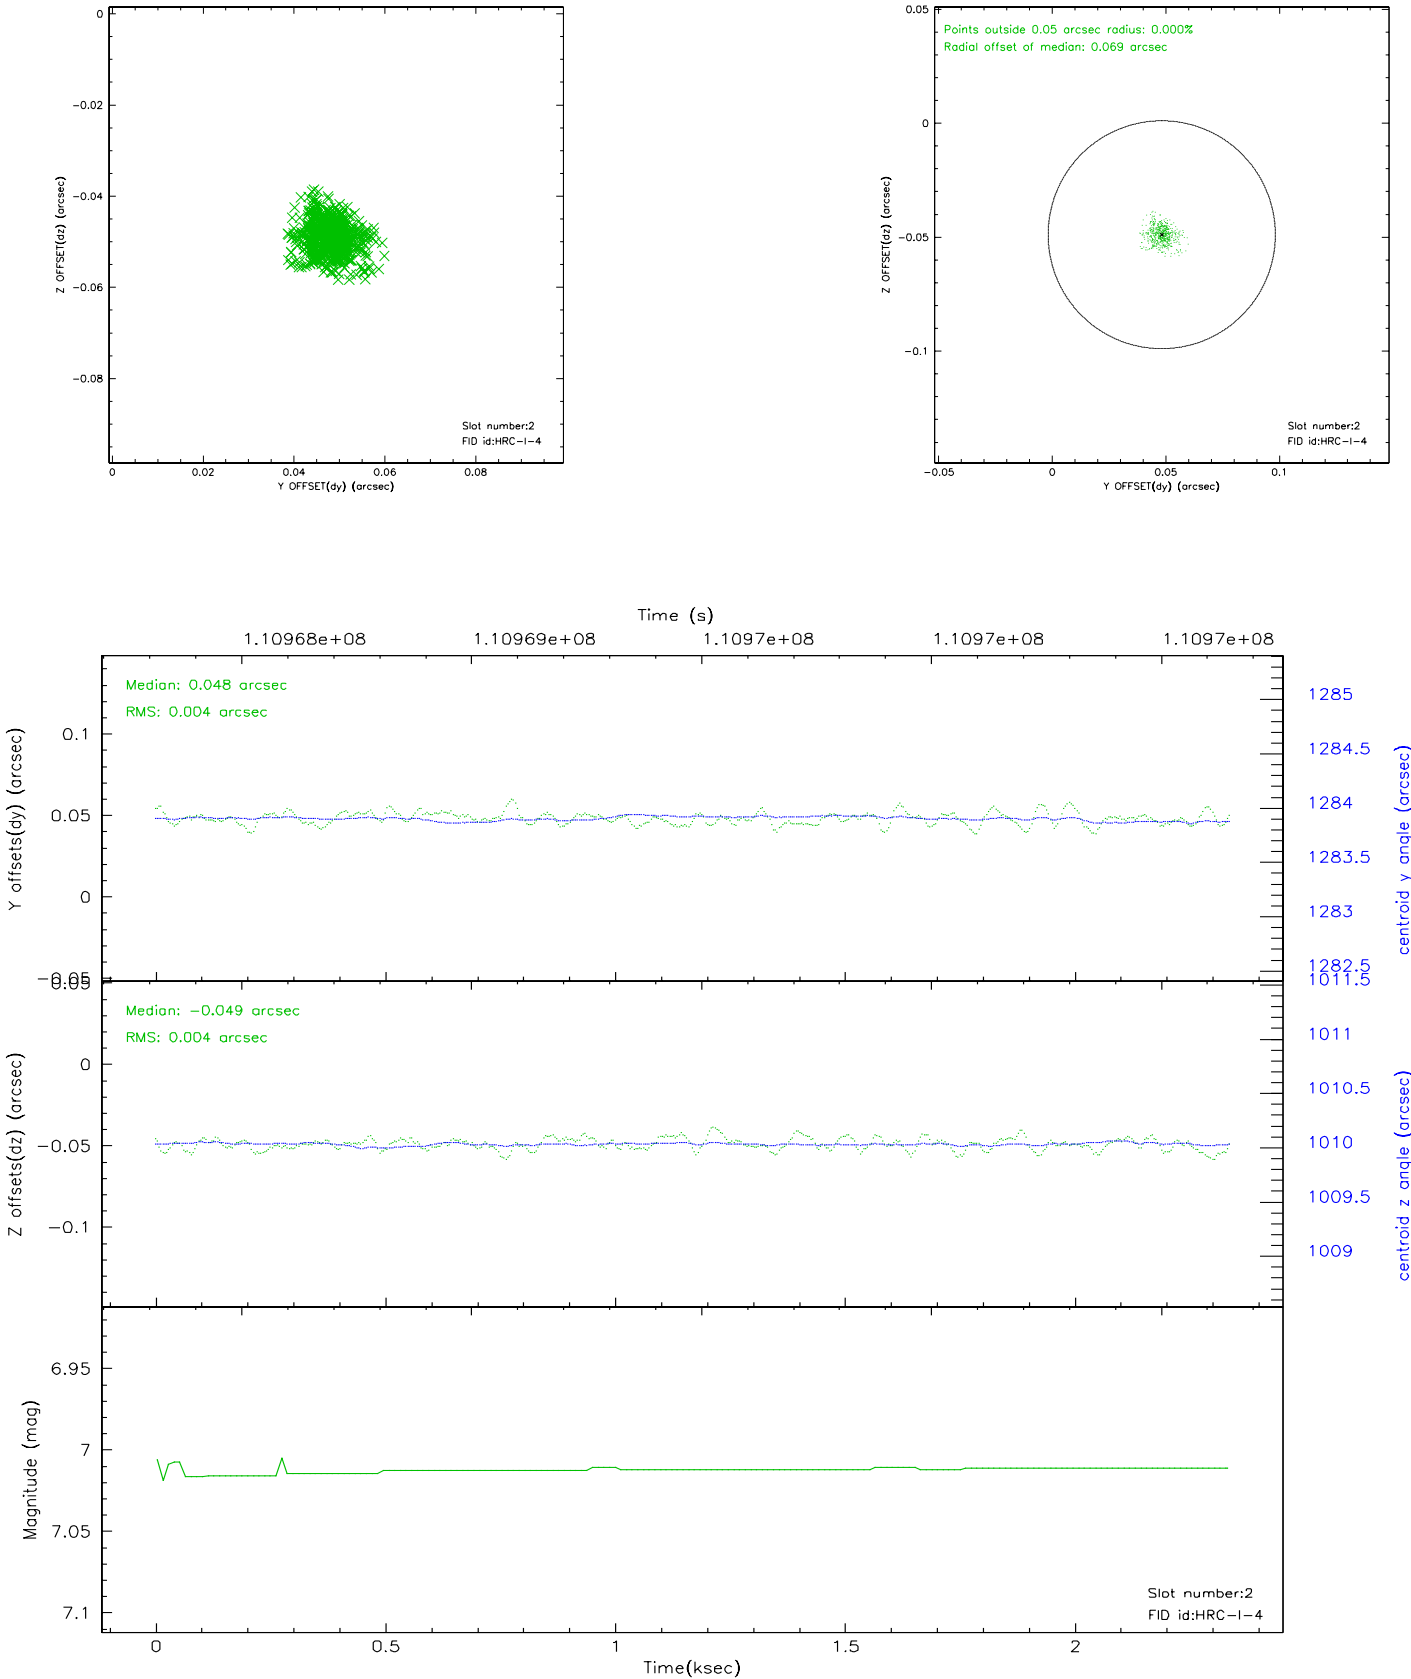 0
-0.02
-0.04
-0.06
-0.08
Z OFFSET(dz) (arcsec)
Slot number:2
FID id:HRC-I-4
0 0.02 0.04 0.06 0.08
Y OFFSET(dy) (arcsec)
0.05
Points outside 0.05 arcsec radius: 0.000%
Radial offset of median: 0.069 arcsec
0
-0.05
-0.1
Z OFFSET(dz) (arcsec)
Slot number:2
FID id:HRC-I-4
-0.05 0 0.05 0.1
Y OFFSET(dy) (arcsec)
Time (s)
1.10968e+08 1.10969e+08 1.1097e+08 1.1097e+08 1.1097e+08
Median: 0.048 arcsec
RMS: 0.004 arcsec
0.1
0.05
0
-0.05
Y offsets(dy) (arcsec)
1285
1284.5
1284
1283.5
1283
1282.5
centroid y angle (arcsec)
0.05
Median: -0.049 arcsec
RMS: 0.004 arcsec
0
-0.05
-0.1
Z offsets(dz) (arcsec)
1011.5
1011
1010.5
1010
1009.5
1009
centroid z angle (arcsec)
6.95
7
7.05
7.1
Magnitude (mag)
Slot number:2
FID id:HRC-I-4
0 0.5 1 1.5 2
Time(ksec)